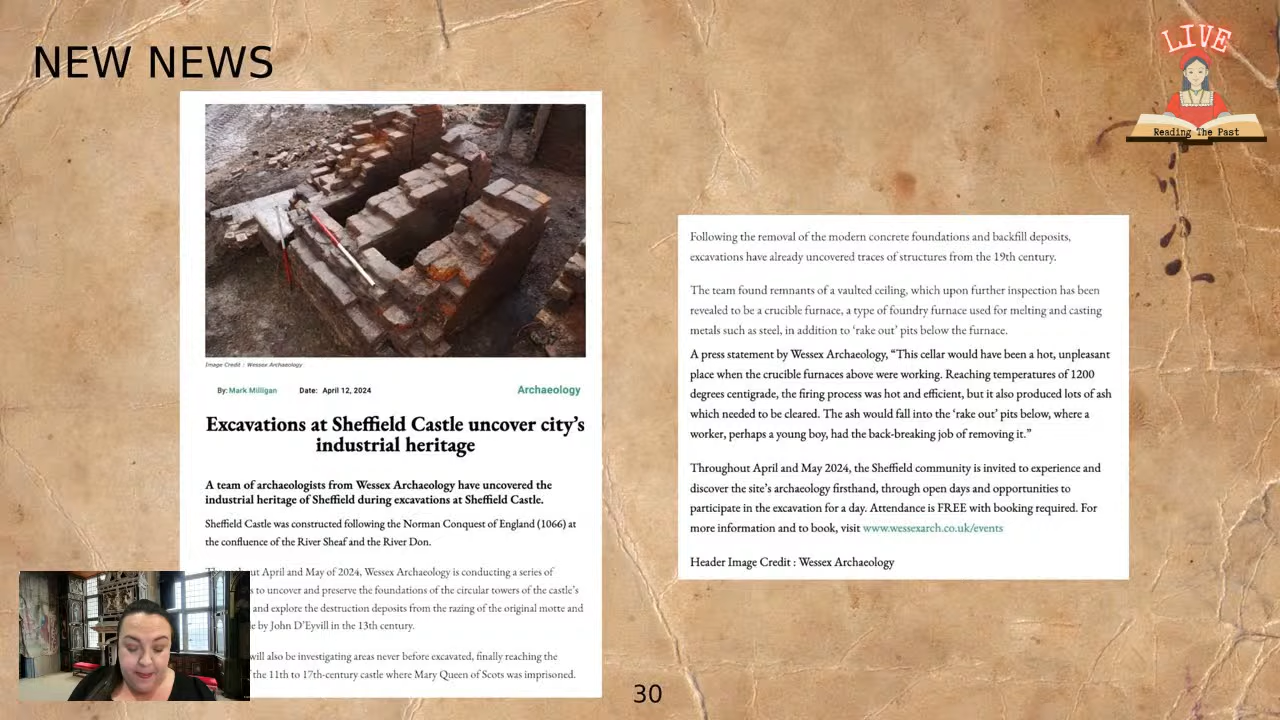 NEW NEWS
LIVE
Reading The Past
Image Credit : Wessex Archaeology
By: Mark Milligan Date: April 12, 2024 Archaeology
Excavations at Sheffield Castle uncover city’s
industrial heritage
A team of archaeologists from Wessex Archaeology have uncovered the
industrial heritage of Sheffield during excavations at Sheffield Castle.
Sheffield Castle was constructed following the Norman Conquest of England (1066) at
the confluence of the River Sheaf and the River Don.
out April and May of 2024, Wessex Archaeology is conducting a series of
s to uncover and preserve the foundations of the circular towers of the castle’s
and explore the destruction deposits from the razing of the original motte and
e by John D’Eyvill in the 13th century.
will also be investigating areas never before excavated, finally reaching the
the 11th to 17th-century castle where Mary Queen of Scots was imprisoned.
Following the removal of the modern concrete foundations and backfill deposits,
excavations have already uncovered traces of structures from the 19th century.
The team found remnants of a vaulted ceiling, which upon further inspection has been
revealed to be a crucible furnace, a type of foundry furnace used for melting and casting
metals such as steel, in addition to ‘rake out’ pits below the furnace.
A press statement by Wessex Archaeology, “This cellar would have been a hot, unpleasant
place when the crucible furnaces above were working. Reaching temperatures of 1200
degrees centigrade, the firing process was hot and efficient, but it also produced lots of ash
which needed to be cleared. The ash would fall into the ‘rake out’ pits below, where a
worker, perhaps a young boy, had the back-breaking job of removing it.”
Throughout April and May 2024, the Sheffield community is invited to experience and
discover the site’s archaeology firsthand, through open days and opportunities to
participate in the excavation for a day. Attendance is FREE with booking required. For
more information and to book, visit www.wessexarch.co.uk/events
Header Image Credit : Wessex Archaeology
30